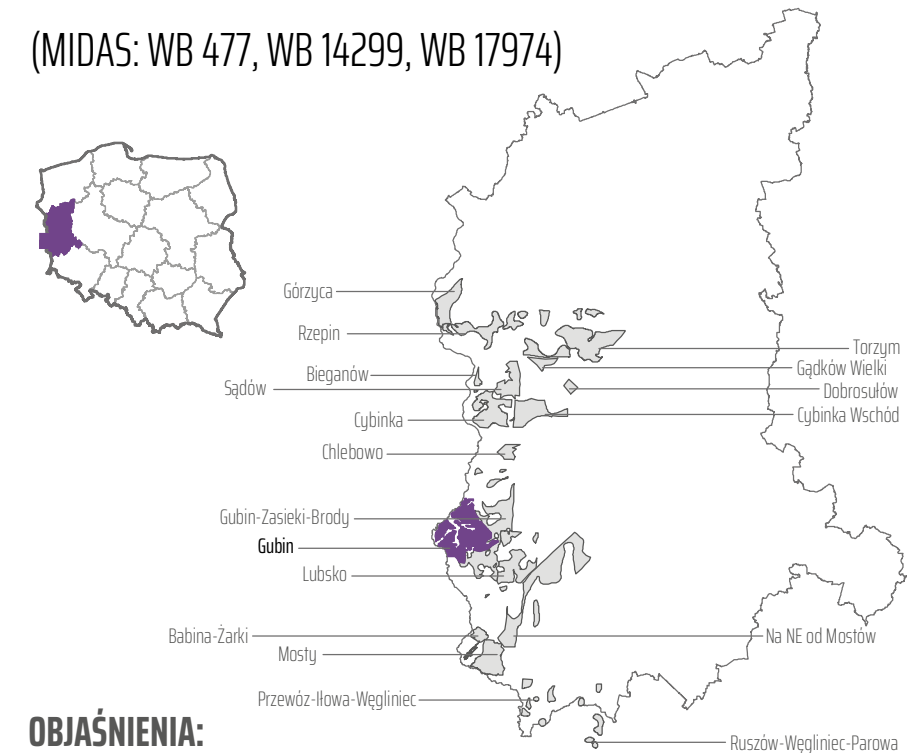 (MIDAS: WB 477, WB 14299, WB 17974)
Górzyca
Rzepin
Torzym
Gądków Wielki
Bieganów
Sądów
Dobrosułów
Cybinka
Cybinka Wschód
Chlebowo
Gubin-Zasieki-Brody
Gubin
Lubsko
Babina-Żarki
Na NE od Mostów
Mosty
Przewóz-Iłowa-Węgliniec
OBJAŚNIENIA:
Ruszów-Węgliniec-Parowa